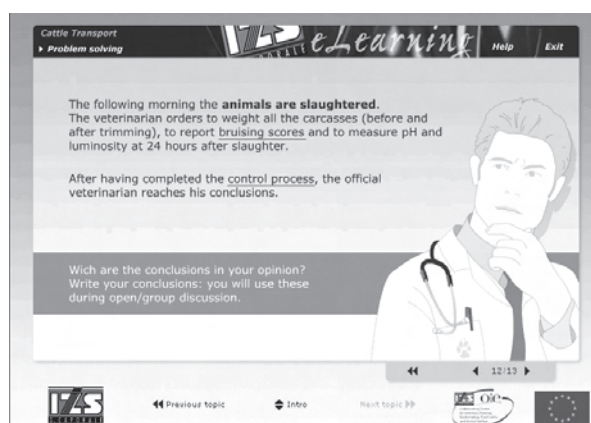 Cattle Transport
Problem solving
IZS eLearning
Help
Exit
The following morning the animals are slaughtered.
The veterinarian orders to weight all the carcasses (before and
after trimming), to report bruising scores and to measure pH and
luminosity at 24 hours after slaughter.
After having completed the control process, the official
veterinarian reaches his conclusions.
Wich are the conclusions in your opinion?
Write your conclusions: you will use these
during open/group discussion.
12/13
IZS
Previous topic
Intro
Next topic
oie